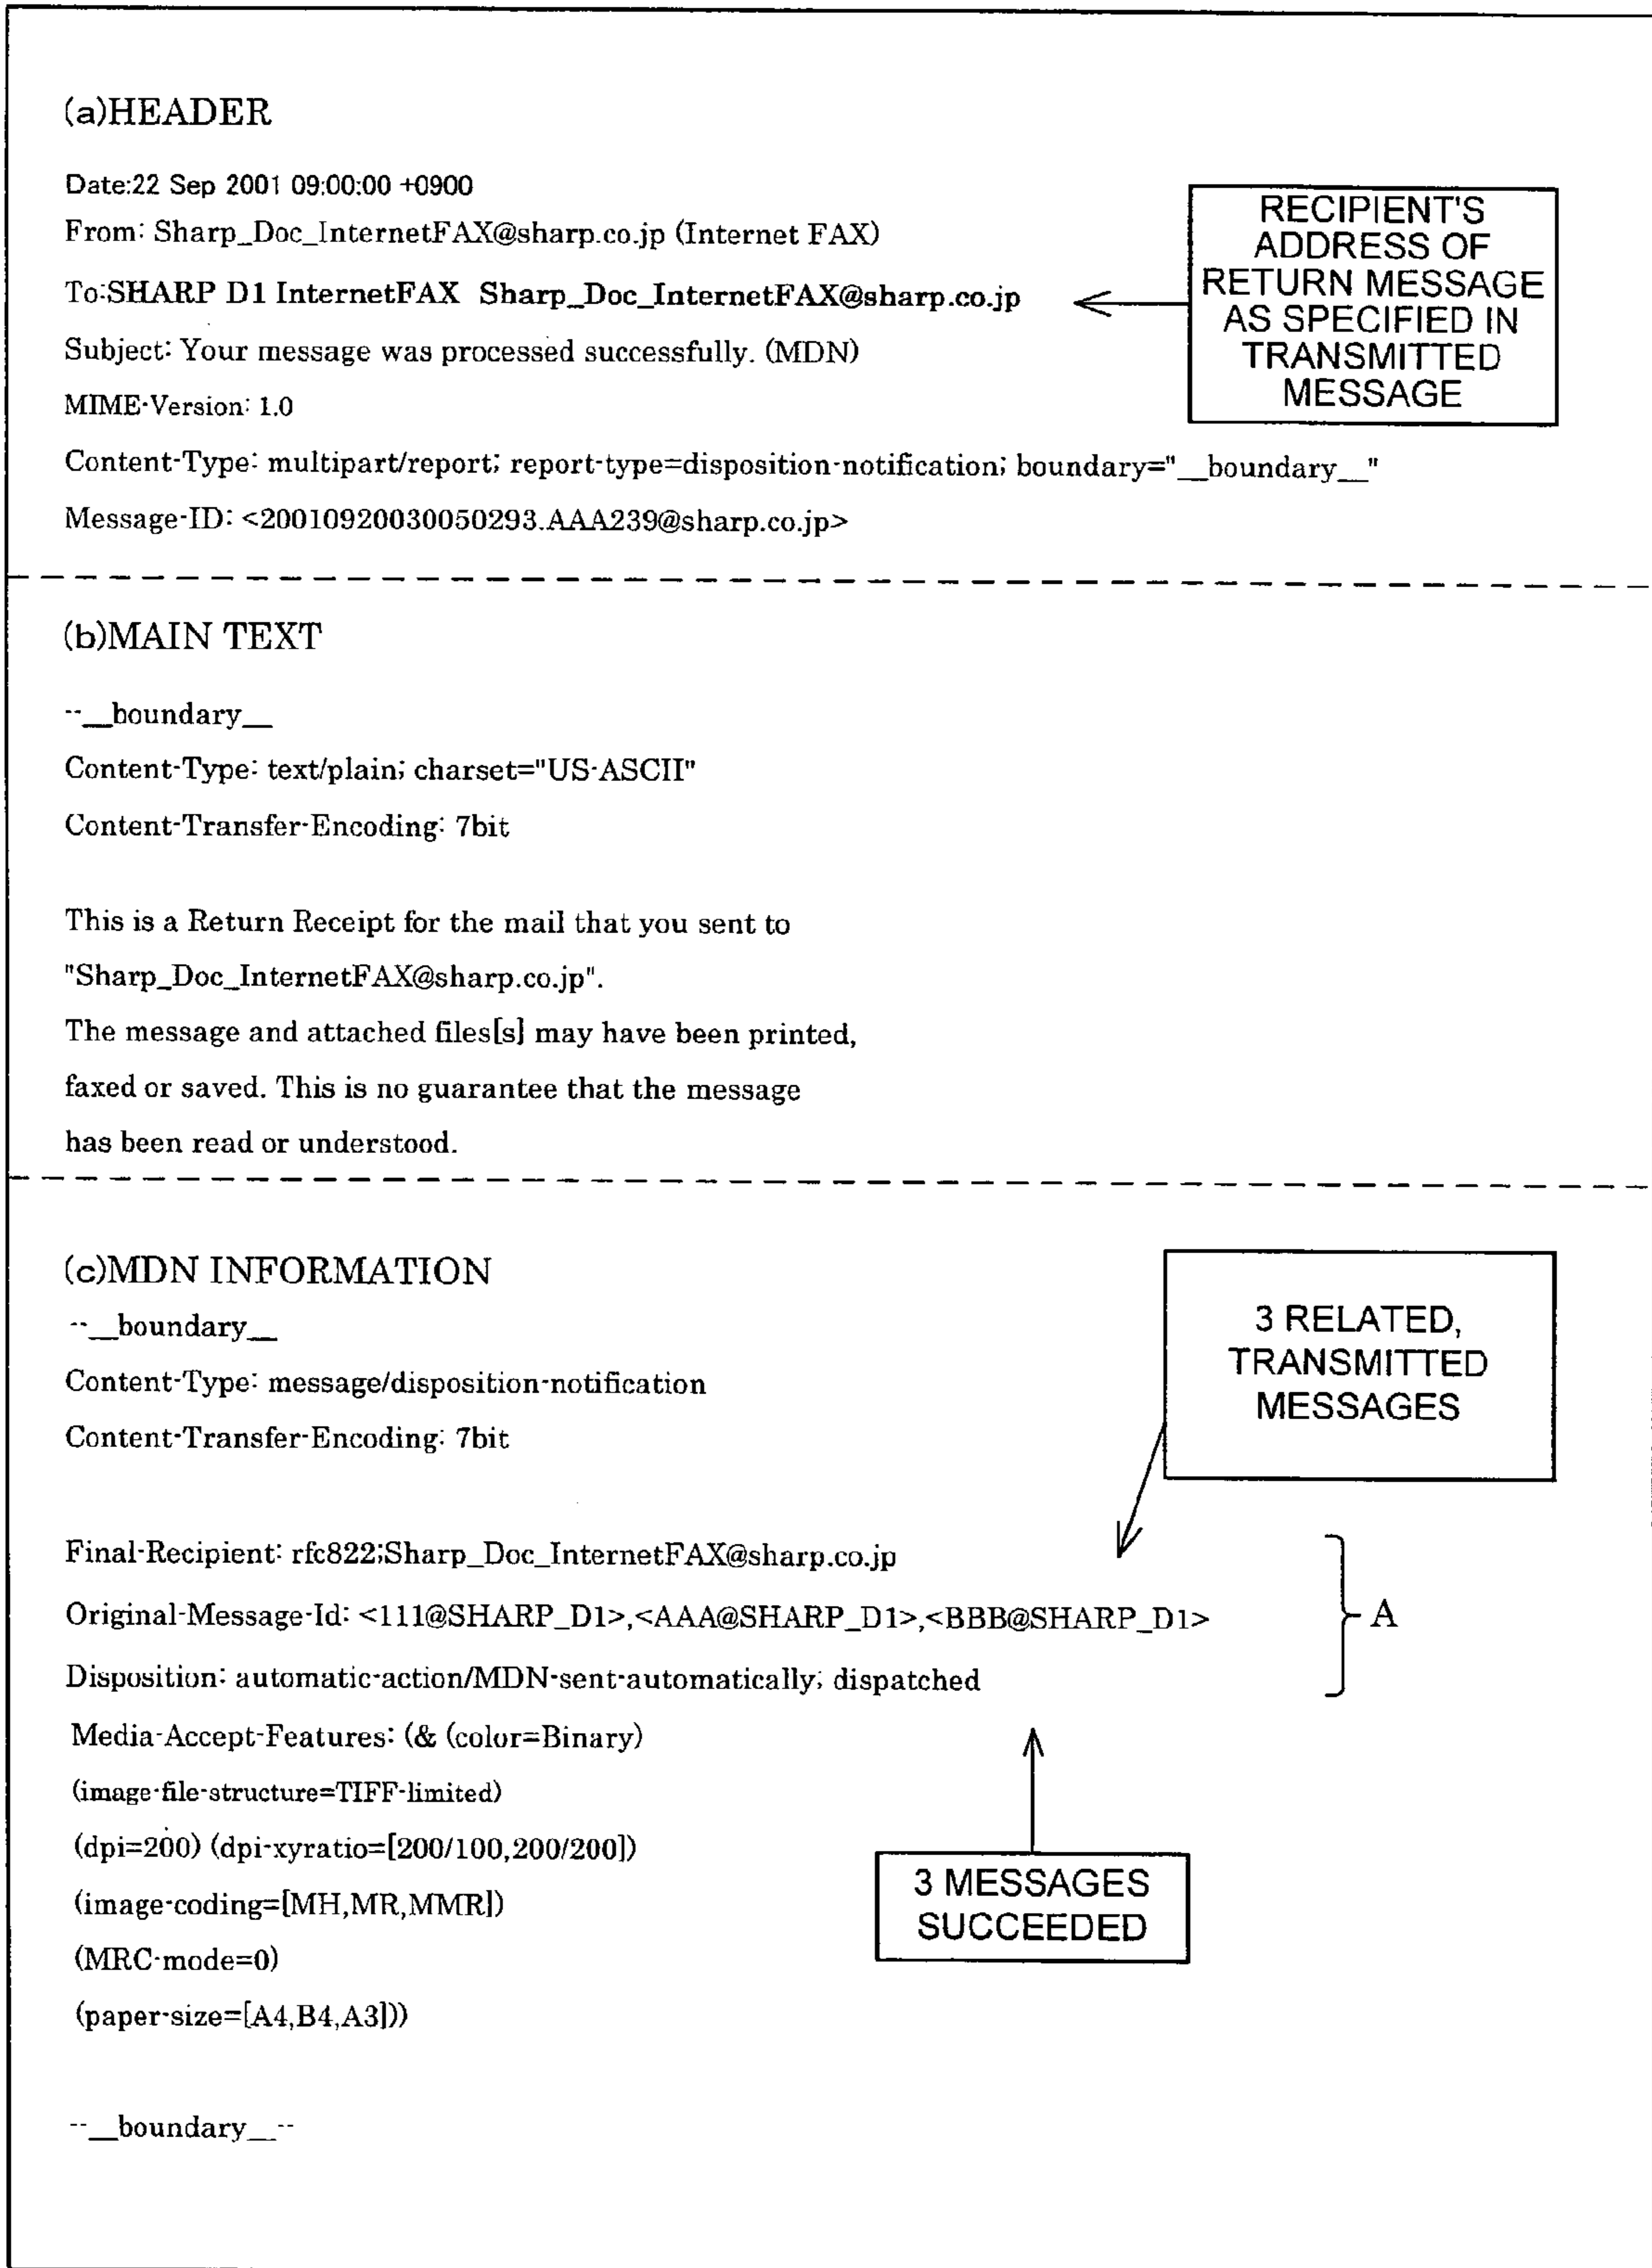 (a)HEADER
Date:22 Sep 2001 09:00:00 +0900
From: Sharp_Doc_InternetFAX@sharp.co.jp (Internet FAX)
To:SHARP D1 InternetFAX Sharp_Doc_InternetFAX@sharp.co.jp
Subject: Your message was processed successfully. (MDN)
MIME-Version: 1.0
Content-Type: multipart/report; report-type=disposition-notification; boundary="__boundary__"
Message-ID: <20010920030050293.AAA239@sharp.co.jp>
RECIPIENT'S
ADDRESS OF
RETURN MESSAGE
AS SPECIFIED IN
TRANSMITTED
MESSAGE
(b)MAIN TEXT
--__boundary__
Content-Type: text/plain; charset="US-ASCII"
Content-Transfer-Encoding: 7bit
This is a Return Receipt for the mail that you sent to
"Sharp_Doc_InternetFAX@sharp.co.jp".
The message and attached files[s] may have been printed,
faxed or saved. This is no guarantee that the message
has been read or understood.
(c)MDN INFORMATION
--__boundary__
Content-Type: message/disposition-notification
Content-Transfer-Encoding: 7bit
3 RELATED,
TRANSMITTED
MESSAGES
Final-Recipient: rfc822;Sharp_Doc_InternetFAX@sharp.co.jp
Original-Message-Id: <111@SHARP_D1>,<AAA@SHARP_D1>,<BBB@SHARP_D1>
A
Disposition: automatic-action/MDN-sent-automatically; dispatched
Media-Accept-Features: (& (color=Binary)
(image-file-structure=TIFF-limited)
(dpi=200) (dpi-xyratio=[200/100,200/200])
(image-coding=[MH,MR,MMR])
(MRC-mode=0)
(paper-size=[A4,B4,A3]))
3 MESSAGES
SUCCEEDED
--__boundary__--